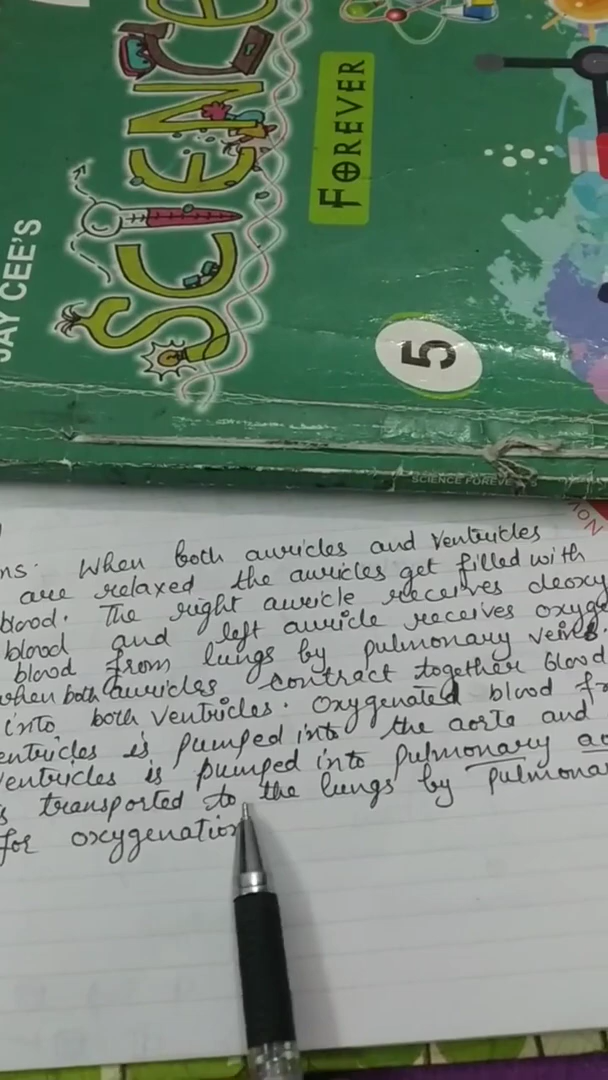 JAY CEE'S
SCIENCE
FOREVER
5
SCIENCE FOREVER 5
ns. When both auricles and ventricles
are relaxed the auricles get filled with
blood. The right auricle receives deoxy
blood and left auricle receives oxyge
blood from lungs by pulmonary veins.
when both auricles contract together blood
into both ventricles. Oxygenated blood fr
entricles is pumped into the aorta and
ventricles is pumped into pulmonary a
s transported to the lungs by pulmona
for oxygenation